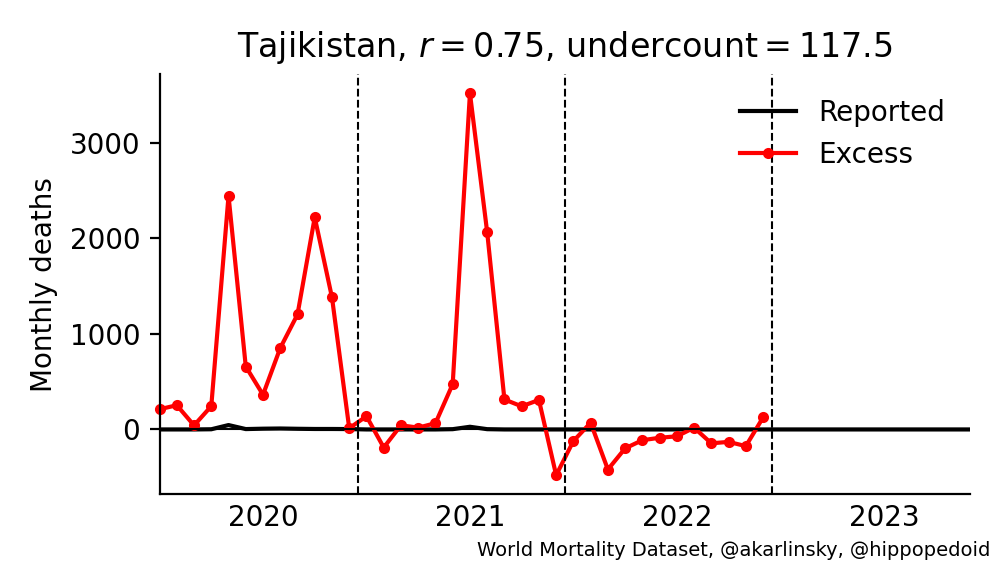 Tajikistan, r = 0.75, undercount = 117.5
Reported
Excess
Monthly deaths
3000
2000
1000
0
2020 2021 2022 2023
World Mortality Dataset, @akarlinsky, @hippopedoid